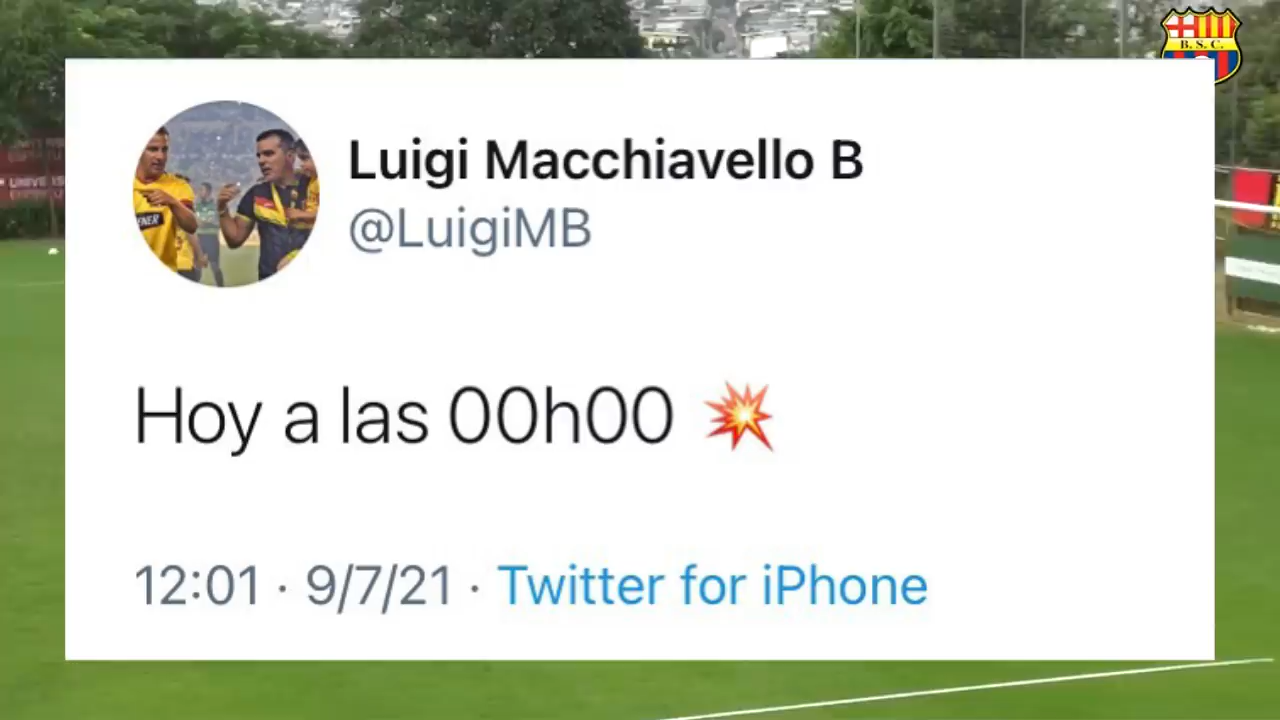 B. S. C.
Luigi Macchiavello B
@LuigiMB
Hoy a las 00h00 💥
12:01 · 9/7/21 · Twitter for iPhone